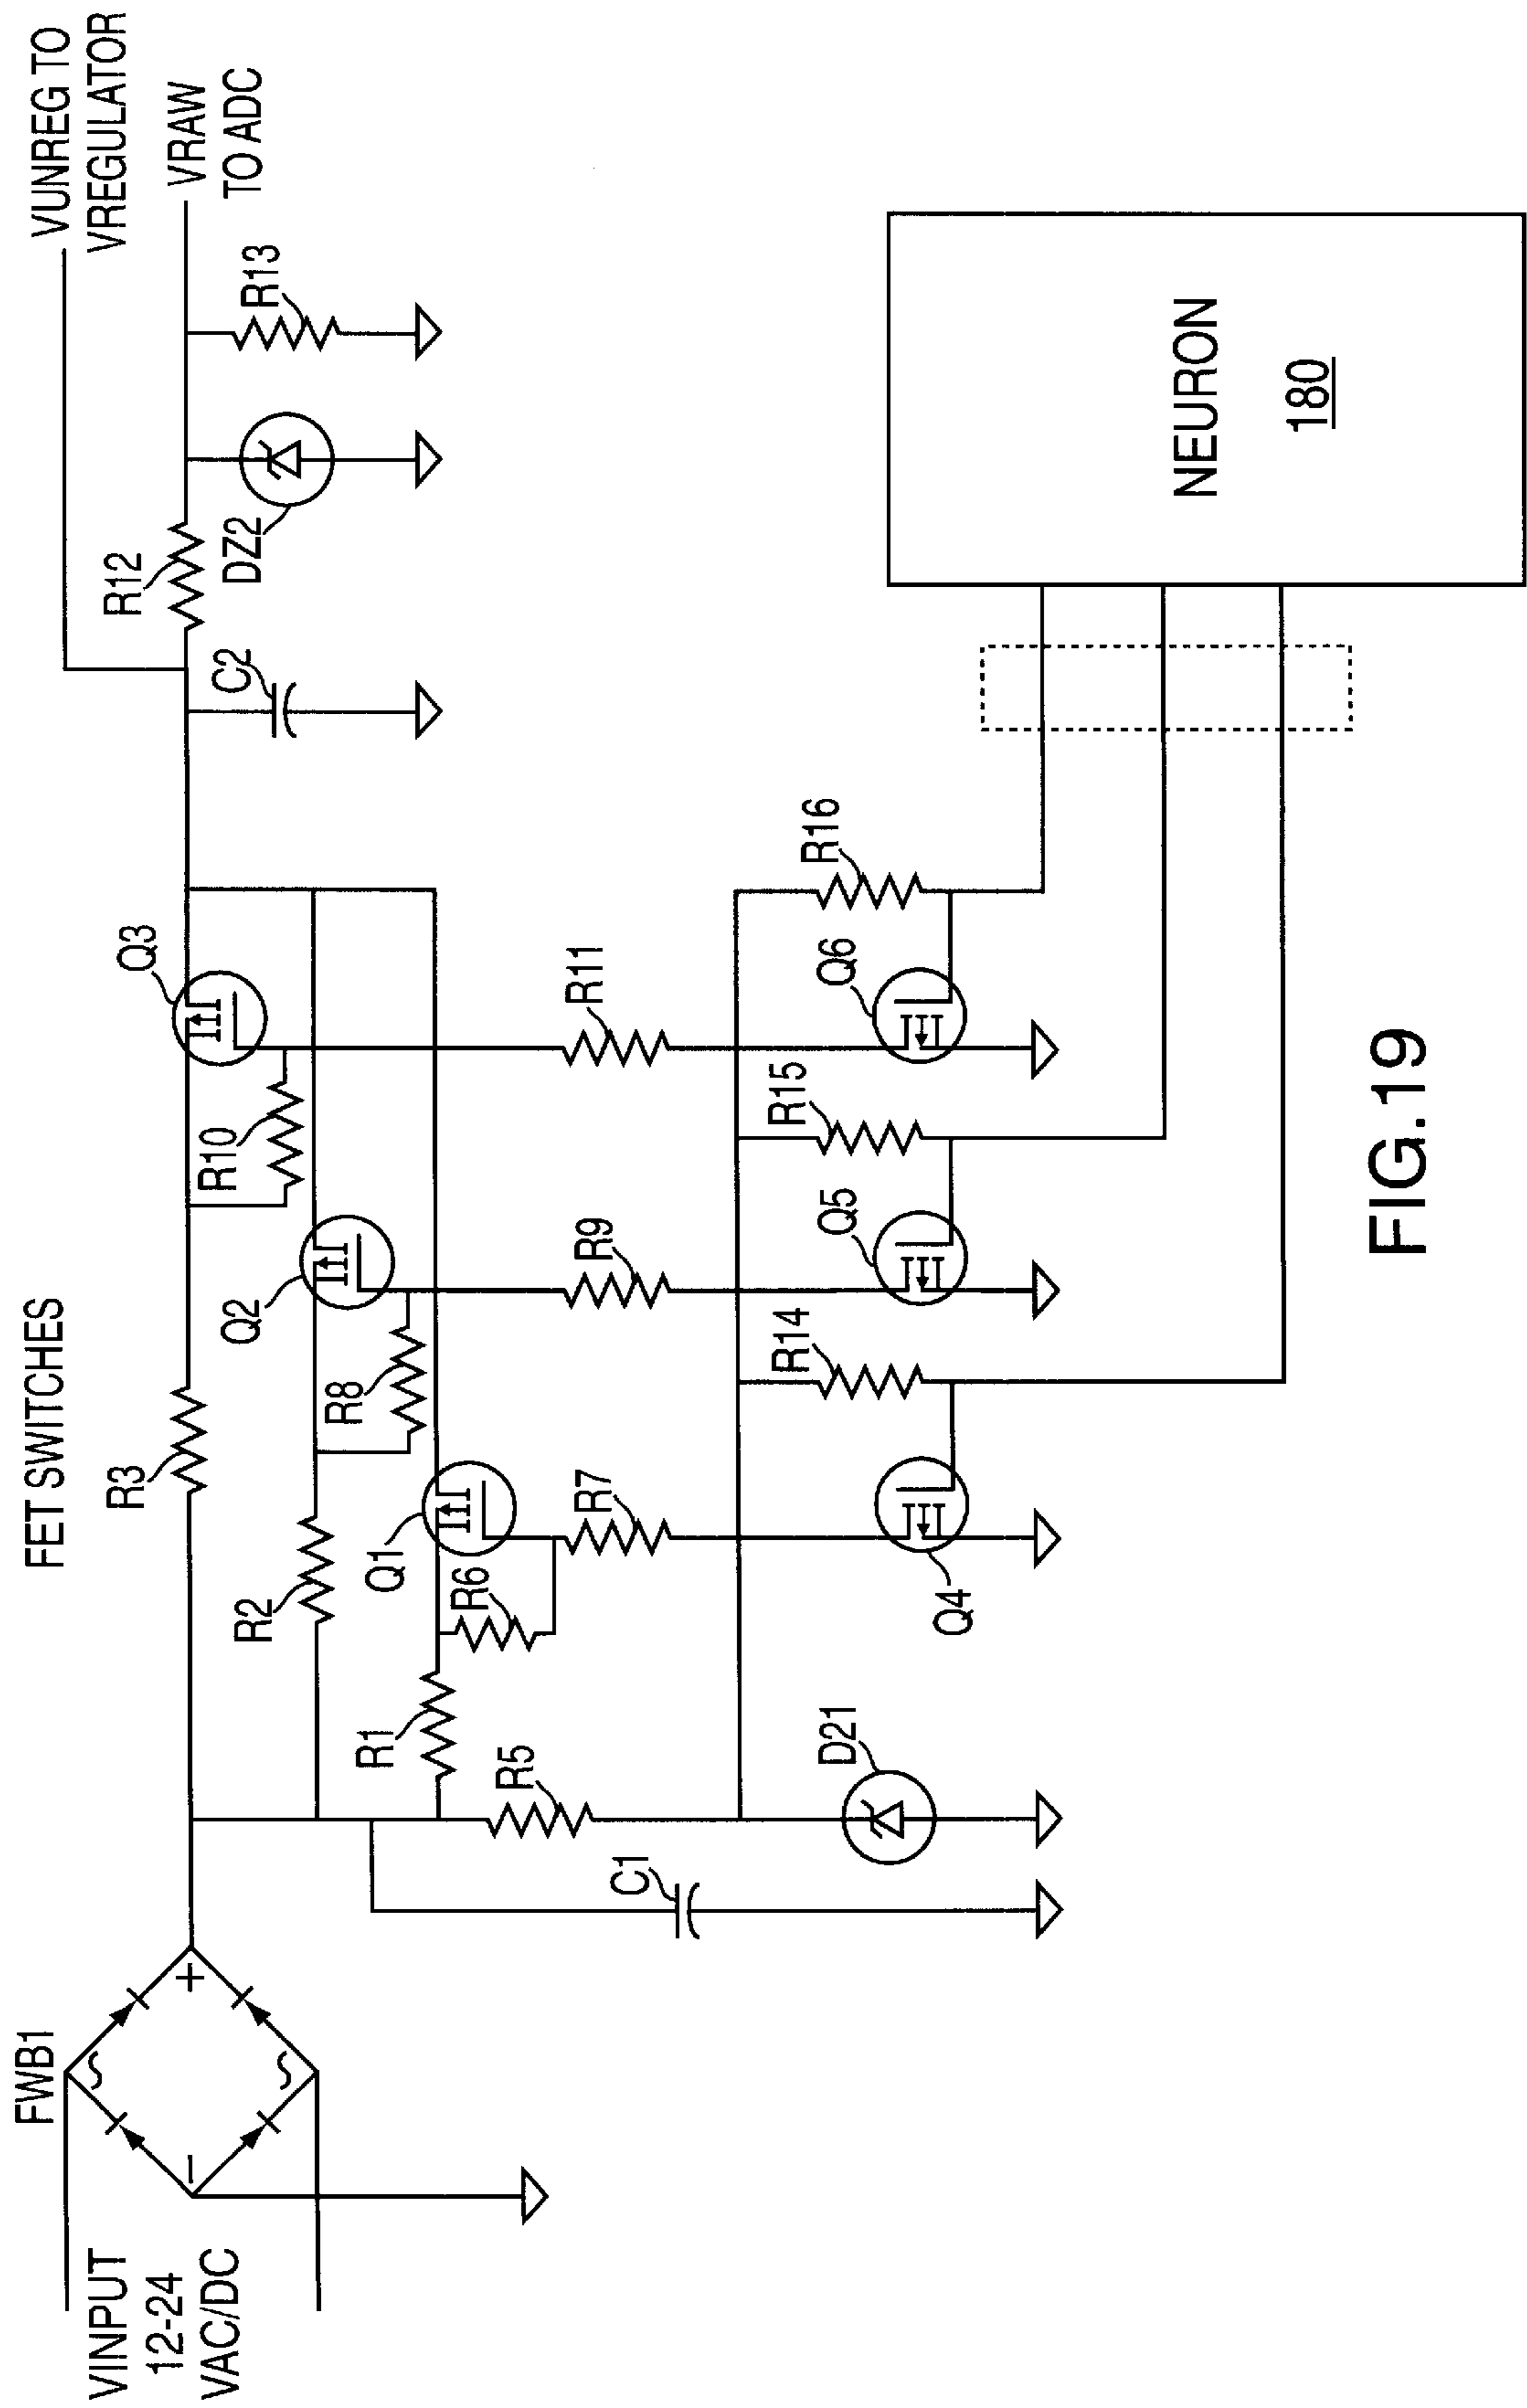 FET SWITCHES
VUNREG TO
VREGULATOR
VRAW
TO ADC
FWB1
VINPUT
12-24
VAC/DC
+
−
R3
R10
Q3
R12
C2
DZ2
R13
R2
Q2
R8
R1
Q1
R6
R5
R7
R9
R11
C1
D21
R14
R15
R16
Q4
Q5
Q6
NEURON
180
FIG.19